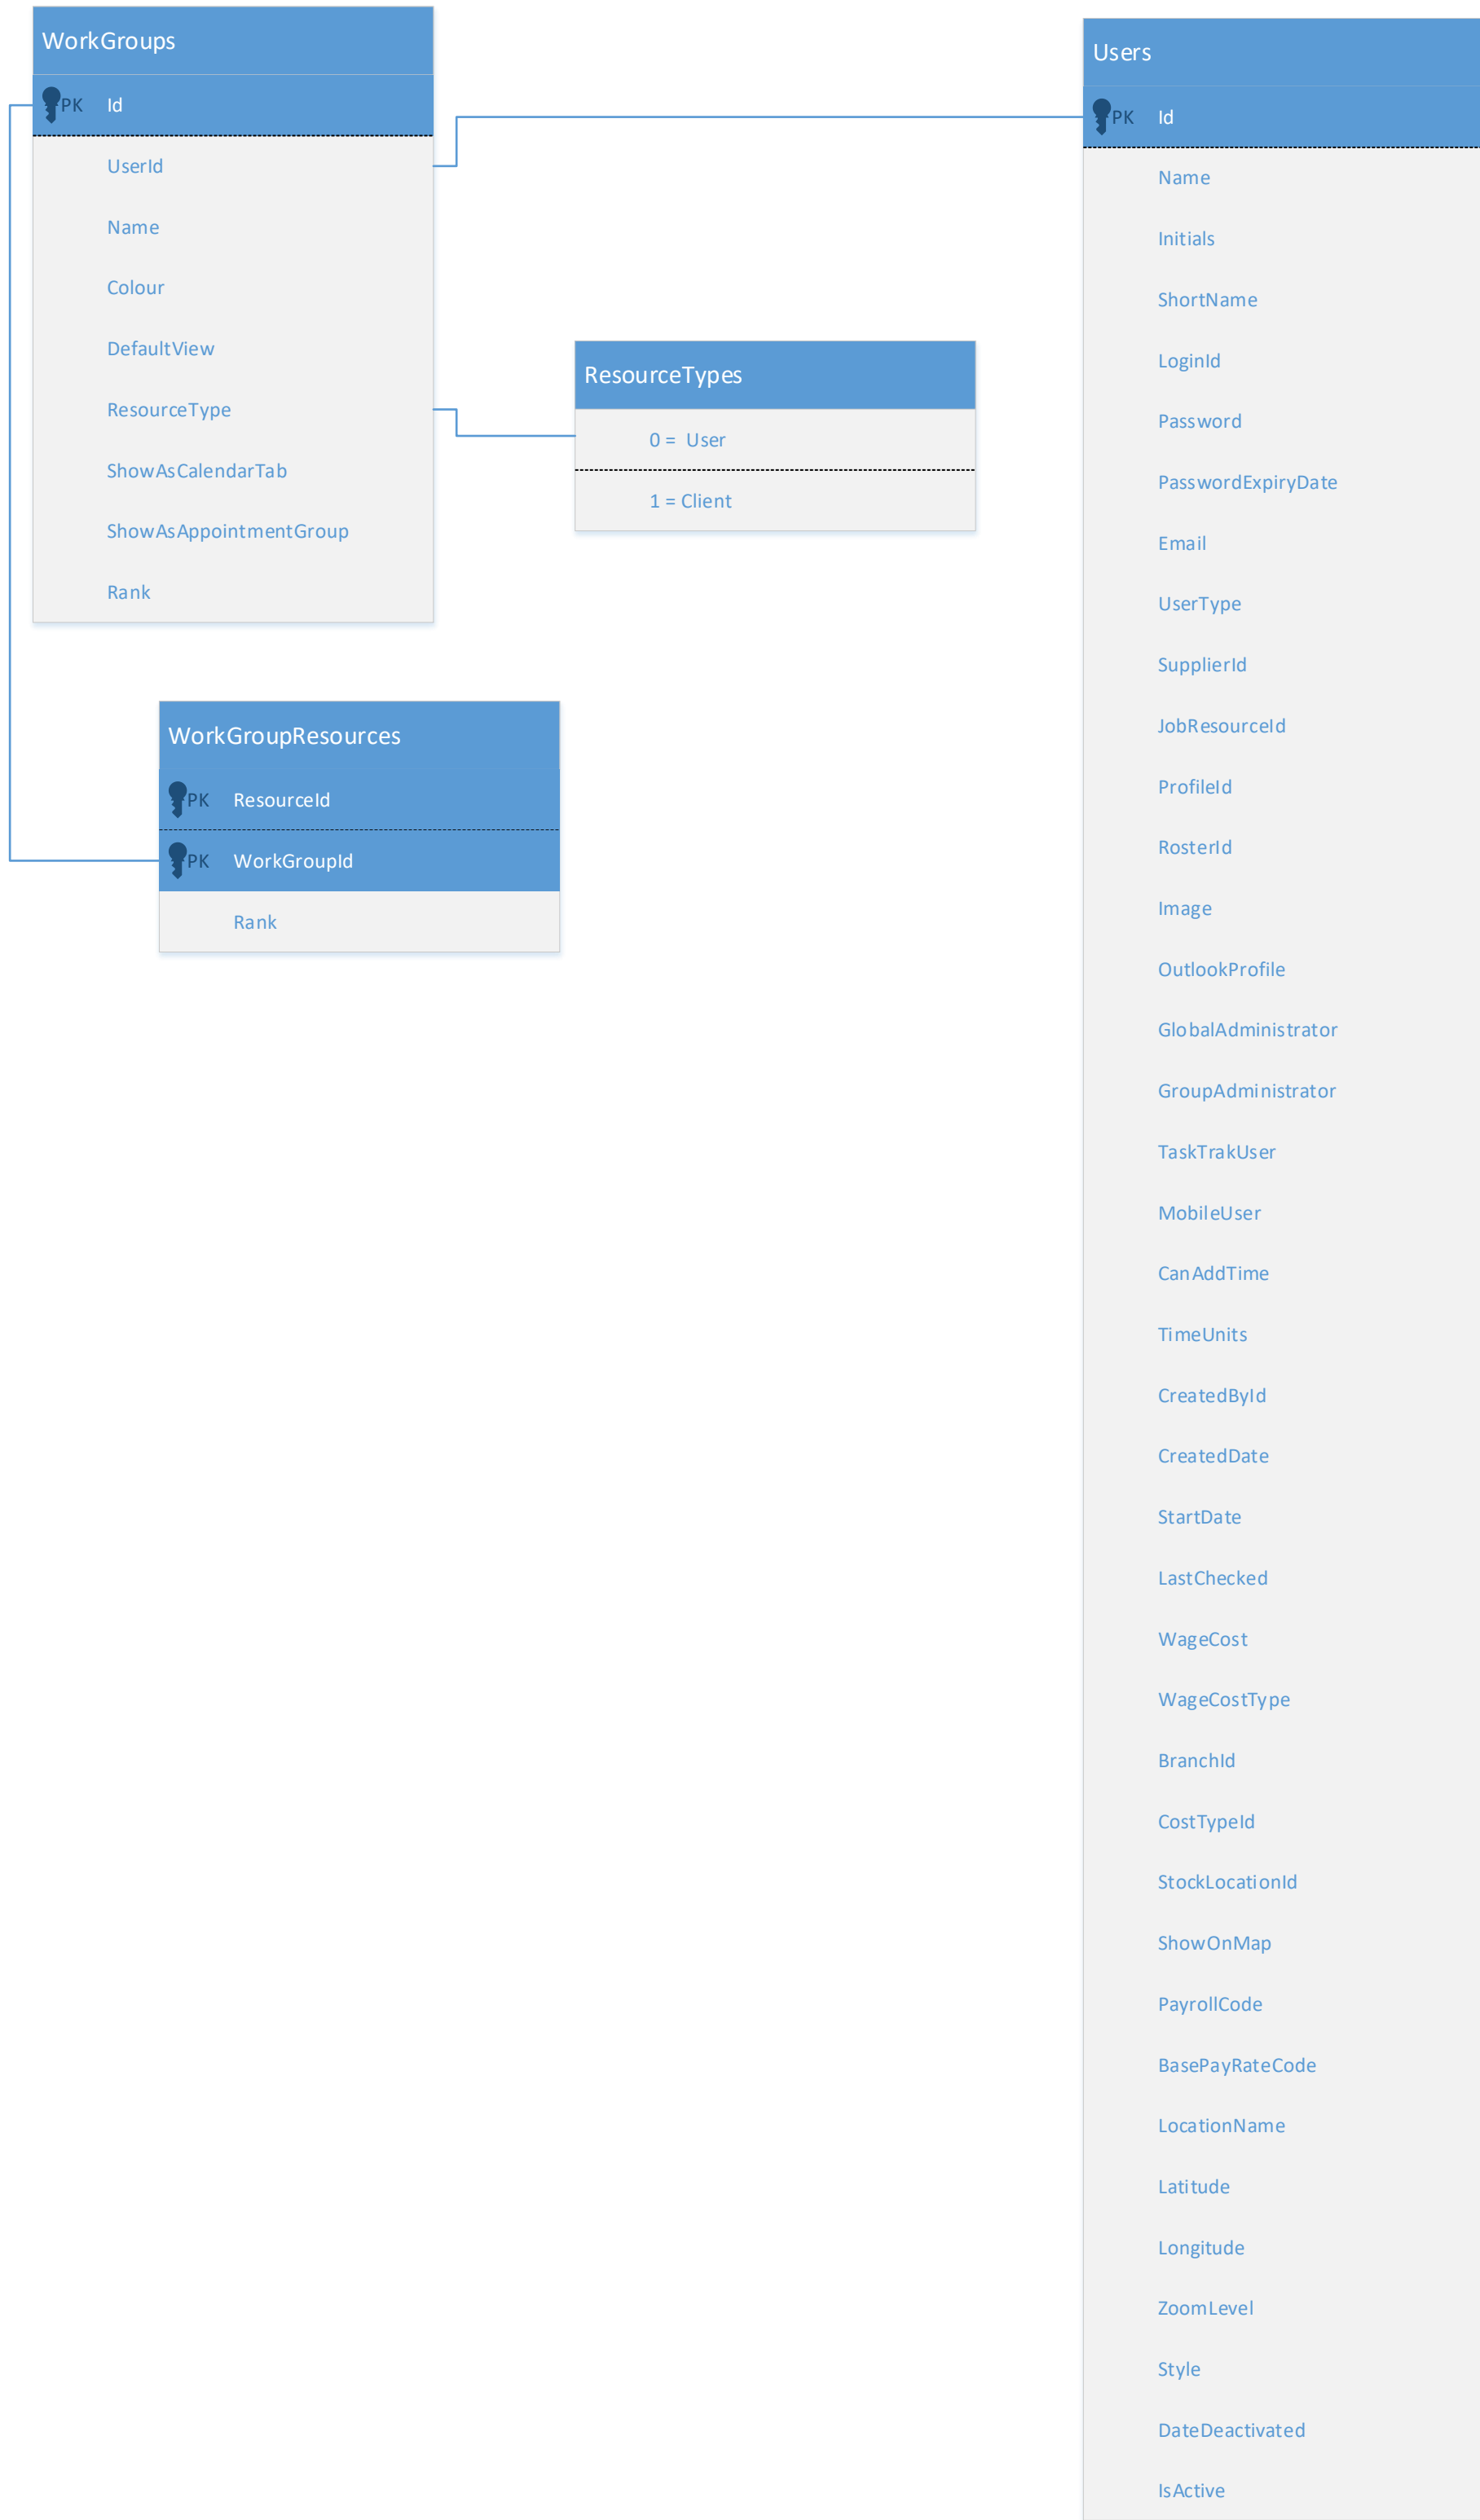 WorkGroups
PK Id
UserId
Name
Colour
DefaultView
ResourceType
ShowAsCalendarTab
ShowAsAppointmentGroup
Rank
ResourceTypes
0 = User
1 = Client
WorkGroupResources
PK ResourceId
PK WorkGroupId
Rank
Users
PK Id
Name
Initials
ShortName
LoginId
Password
PasswordExpiryDate
Email
UserType
SupplierId
JobResourceId
ProfileId
RosterId
Image
OutlookProfile
GlobalAdministrator
GroupAdministrator
TaskTrakUser
MobileUser
CanAddTime
TimeUnits
CreatedById
CreatedDate
StartDate
LastChecked
WageCost
WageCostType
BranchId
CostTypeId
StockLocationId
ShowOnMap
PayrollCode
BasePayRateCode
LocationName
Latitude
Longitude
ZoomLevel
Style
DateDeactivated
IsActive